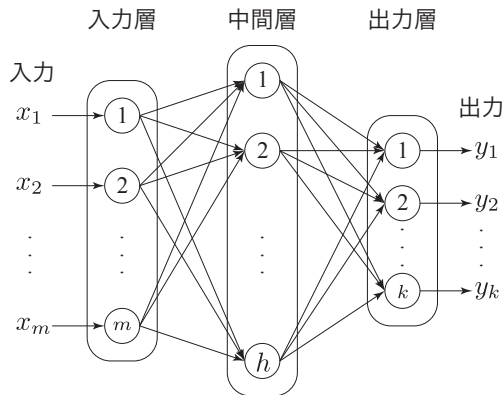 入力層 中間層 出力層
入力
出力
x₁ 1 1 1 y₁
x₂ 2 2 2 y₂
xₘ m h k yₖ